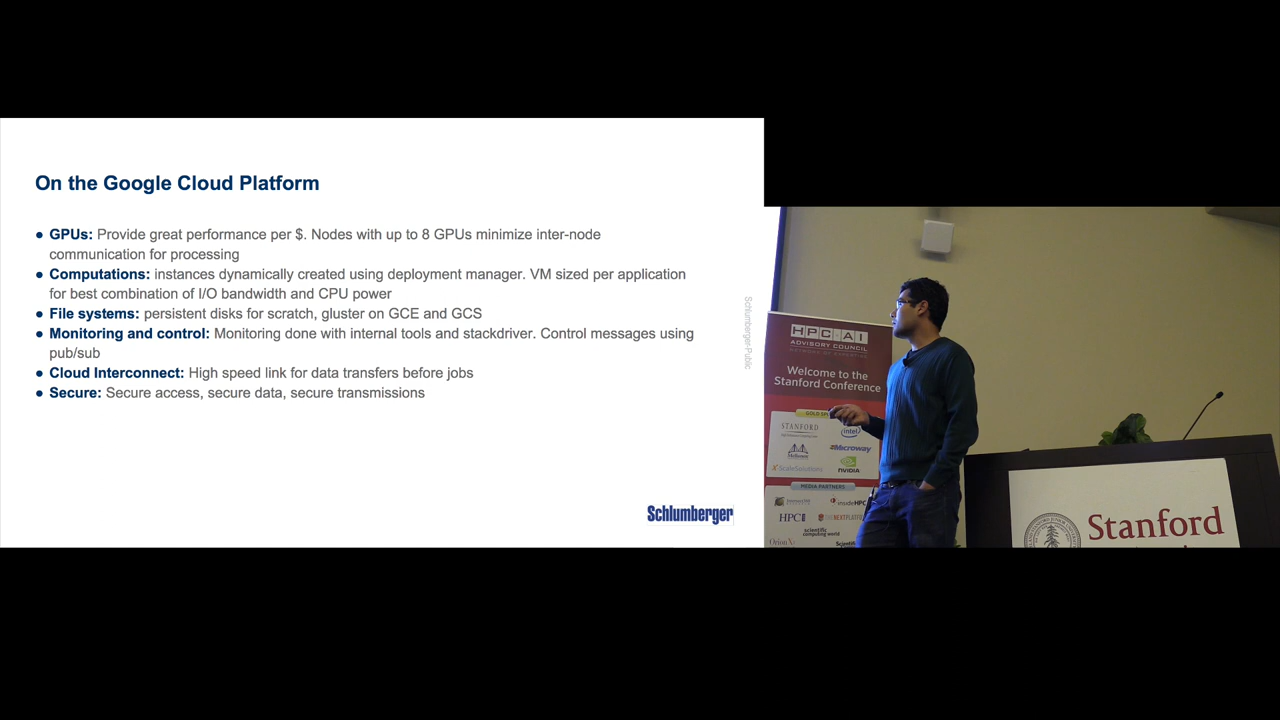 On the Google Cloud Platform
● GPUs: Provide great performance per $. Nodes with up to 8 GPUs minimize inter-node
communication for processing
● Computations: instances dynamically created using deployment manager. VM sized per application
for best combination of I/O bandwidth and CPU power
● File systems: persistent disks for scratch, gluster on GCE and GCS
● Monitoring and control: Monitoring done with internal tools and stackdriver. Control messages using
pub/sub
● Cloud Interconnect: High speed link for data transfers before jobs
● Secure: Secure access, secure data, secure transmissions
Schlumberger-Public
Schlumberger
HPC-AI
ADVISORY COUNCIL
NETWORK OF EXPERTISE
Welcome to the
Stanford Conference
GOLD
STANFORD
intel
Microway
ScaleSolutions
NVIDIA
MEDIA PARTNERS
insideHPC
HPC
scientific
computing world
OrionX
Stanford